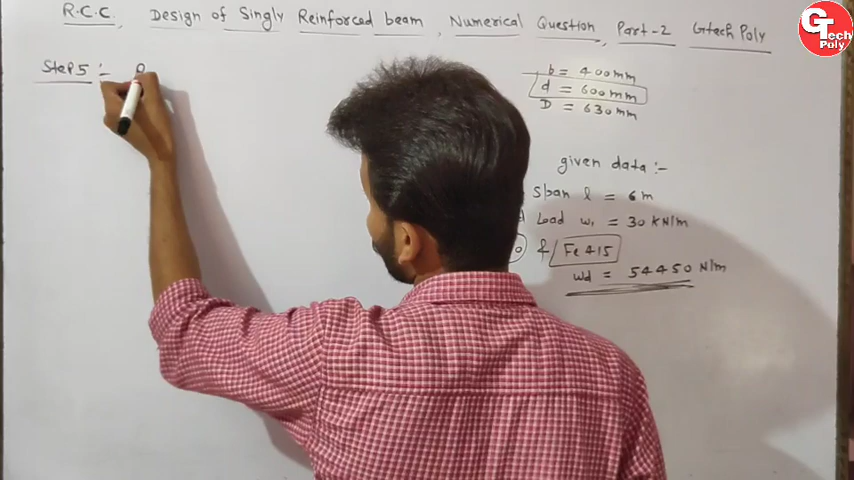 R.C.C. Design of Singly Reinforced beam, Numerical Question, Part-2 Gtech Poly
GTech Poly
Step5 :-
b = 400mm
d = 600mm
D = 630mm
given data :-
Span l = 6m
Load w₁ = 30 KN/m
& Fe 415
wd = 54450 N/m